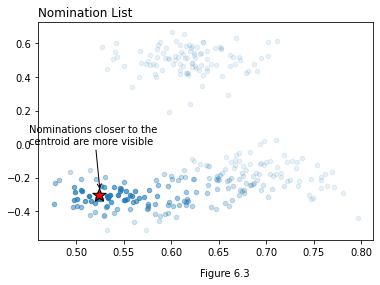 Nomination List
0.6
0.4
0.2
0.0
−0.2
−0.4
Nominations closer to the
centroid are more visible
0.50 0.55 0.60 0.65 0.70 0.75 0.80
Figure 6.3